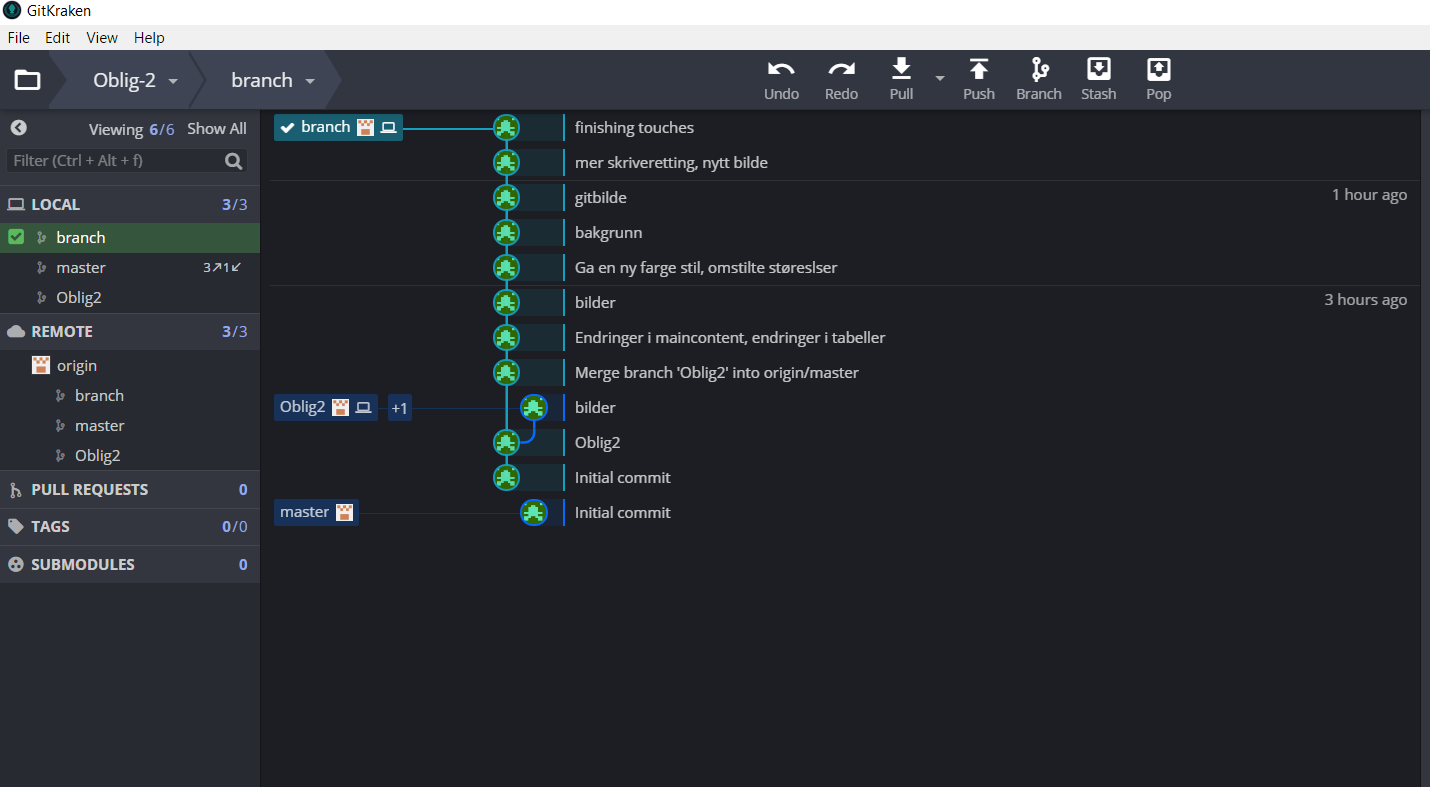 GitKraken
File Edit View Help
Oblig-2 branch Undo Redo Pull Push Branch Stash Pop
Viewing 6/6 Show All
Filter (Ctrl + Alt + f)
LOCAL 3/3
branch
master 3↗1↙
Oblig2
REMOTE 3/3
origin
branch
master
Oblig2
PULL REQUESTS 0
TAGS 0/0
SUBMODULES 0
branch finishing touches
mer skriveretting, nytt bilde
gitbilde 1 hour ago
bakgrunn
Ga en ny farge stil, omstilte støreslser
bilder 3 hours ago
Endringer i maincontent, endringer i tabeller
Merge branch 'Oblig2' into origin/master
Oblig2 +1 bilder
Oblig2
Initial commit
master Initial commit